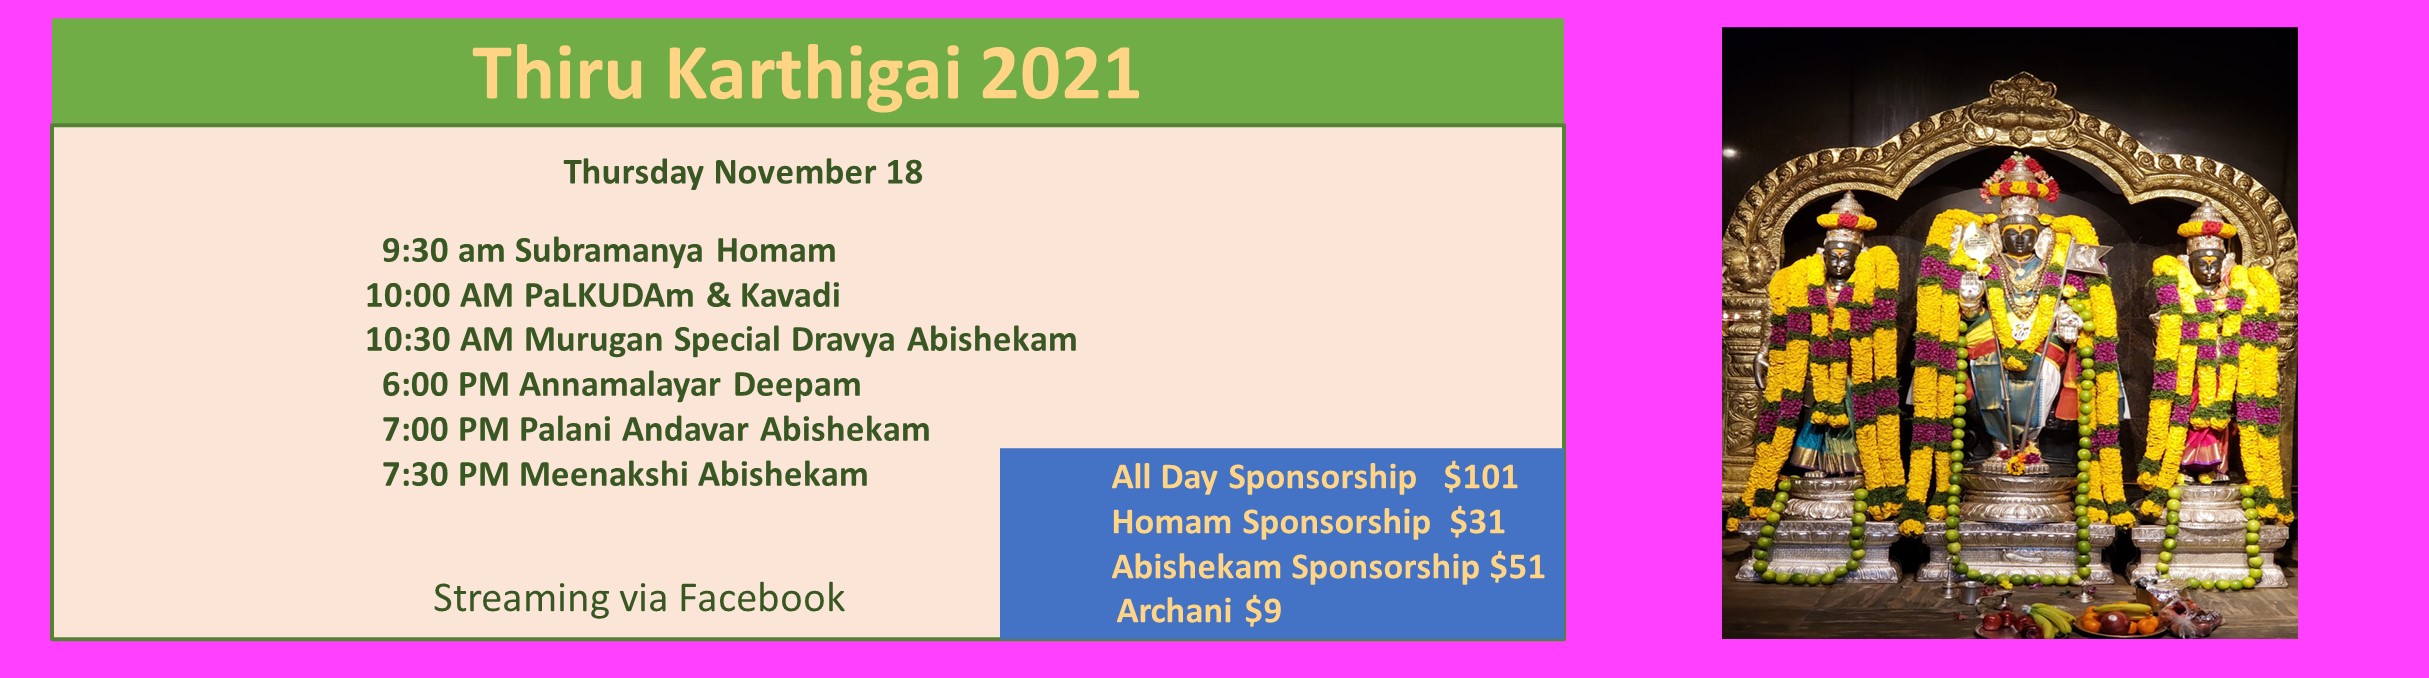 Thiru Karthigai 2021
Thursday November 18
9:30 am Subramanya Homam
10:00 AM PaLKUDAm & Kavadi
10:30 AM Murugan Special Dravya Abishekam
6:00 PM Annamalayar Deepam
7:00 PM Palani Andavar Abishekam
7:30 PM Meenakshi Abishekam
Streaming via Facebook
All Day Sponsorship $101
Homam Sponsorship $31
Abishekam Sponsorship $51
Archani $9